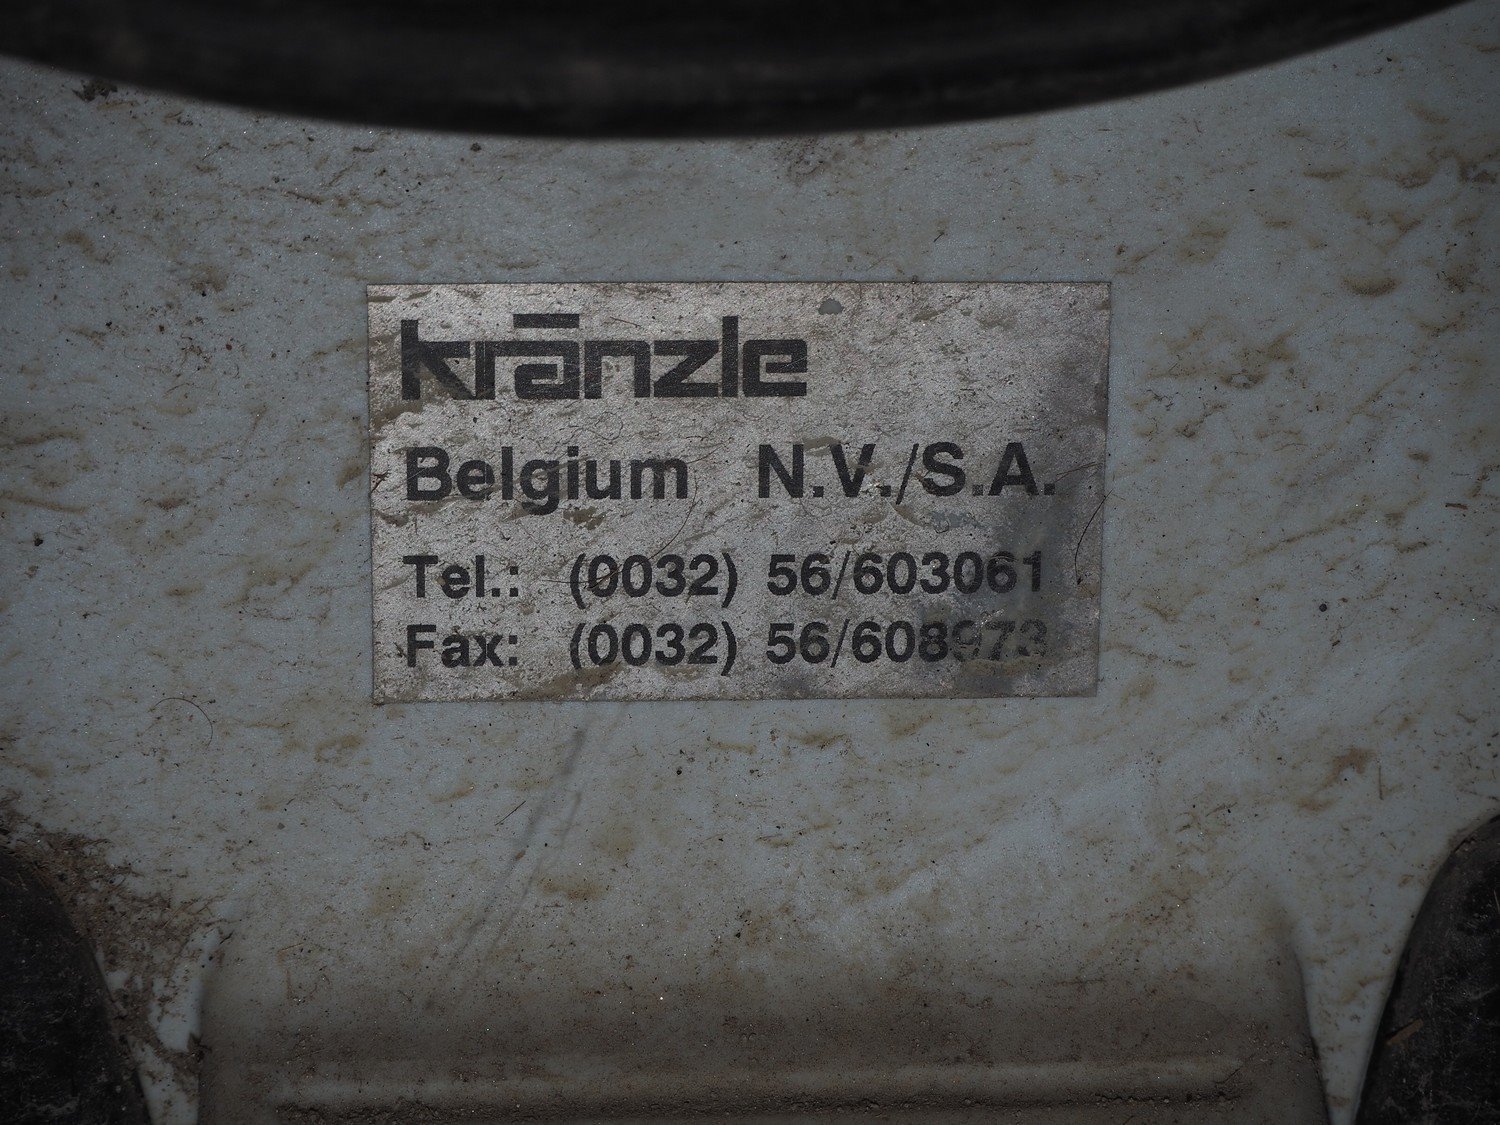 kränzle
Belgium N.V./S.A.
Tel.: (0032) 56/603061
Fax: (0032) 56/608973